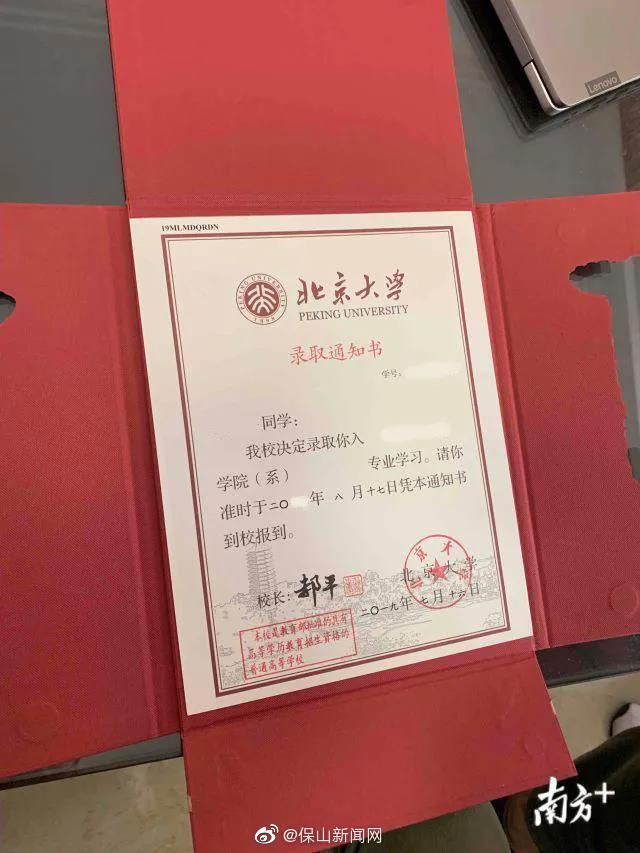 Lenovo
19MLMDQRDN
PEKING UNIVERSITY
1898
北京大学
PEKING UNIVERSITY
录取通知书
学号:
同学:
我校决定录取你入
学院(系) 专业学习。请你
准时于二〇 年 八 月 十七日凭本通知书
到校报到。
校长: 郝平
北京大学
二〇一九年 七 月 十六 日
本校是教育部批准的具有
高等学历教育招生资格的
普通高等学校
南方+
@保山新闻网